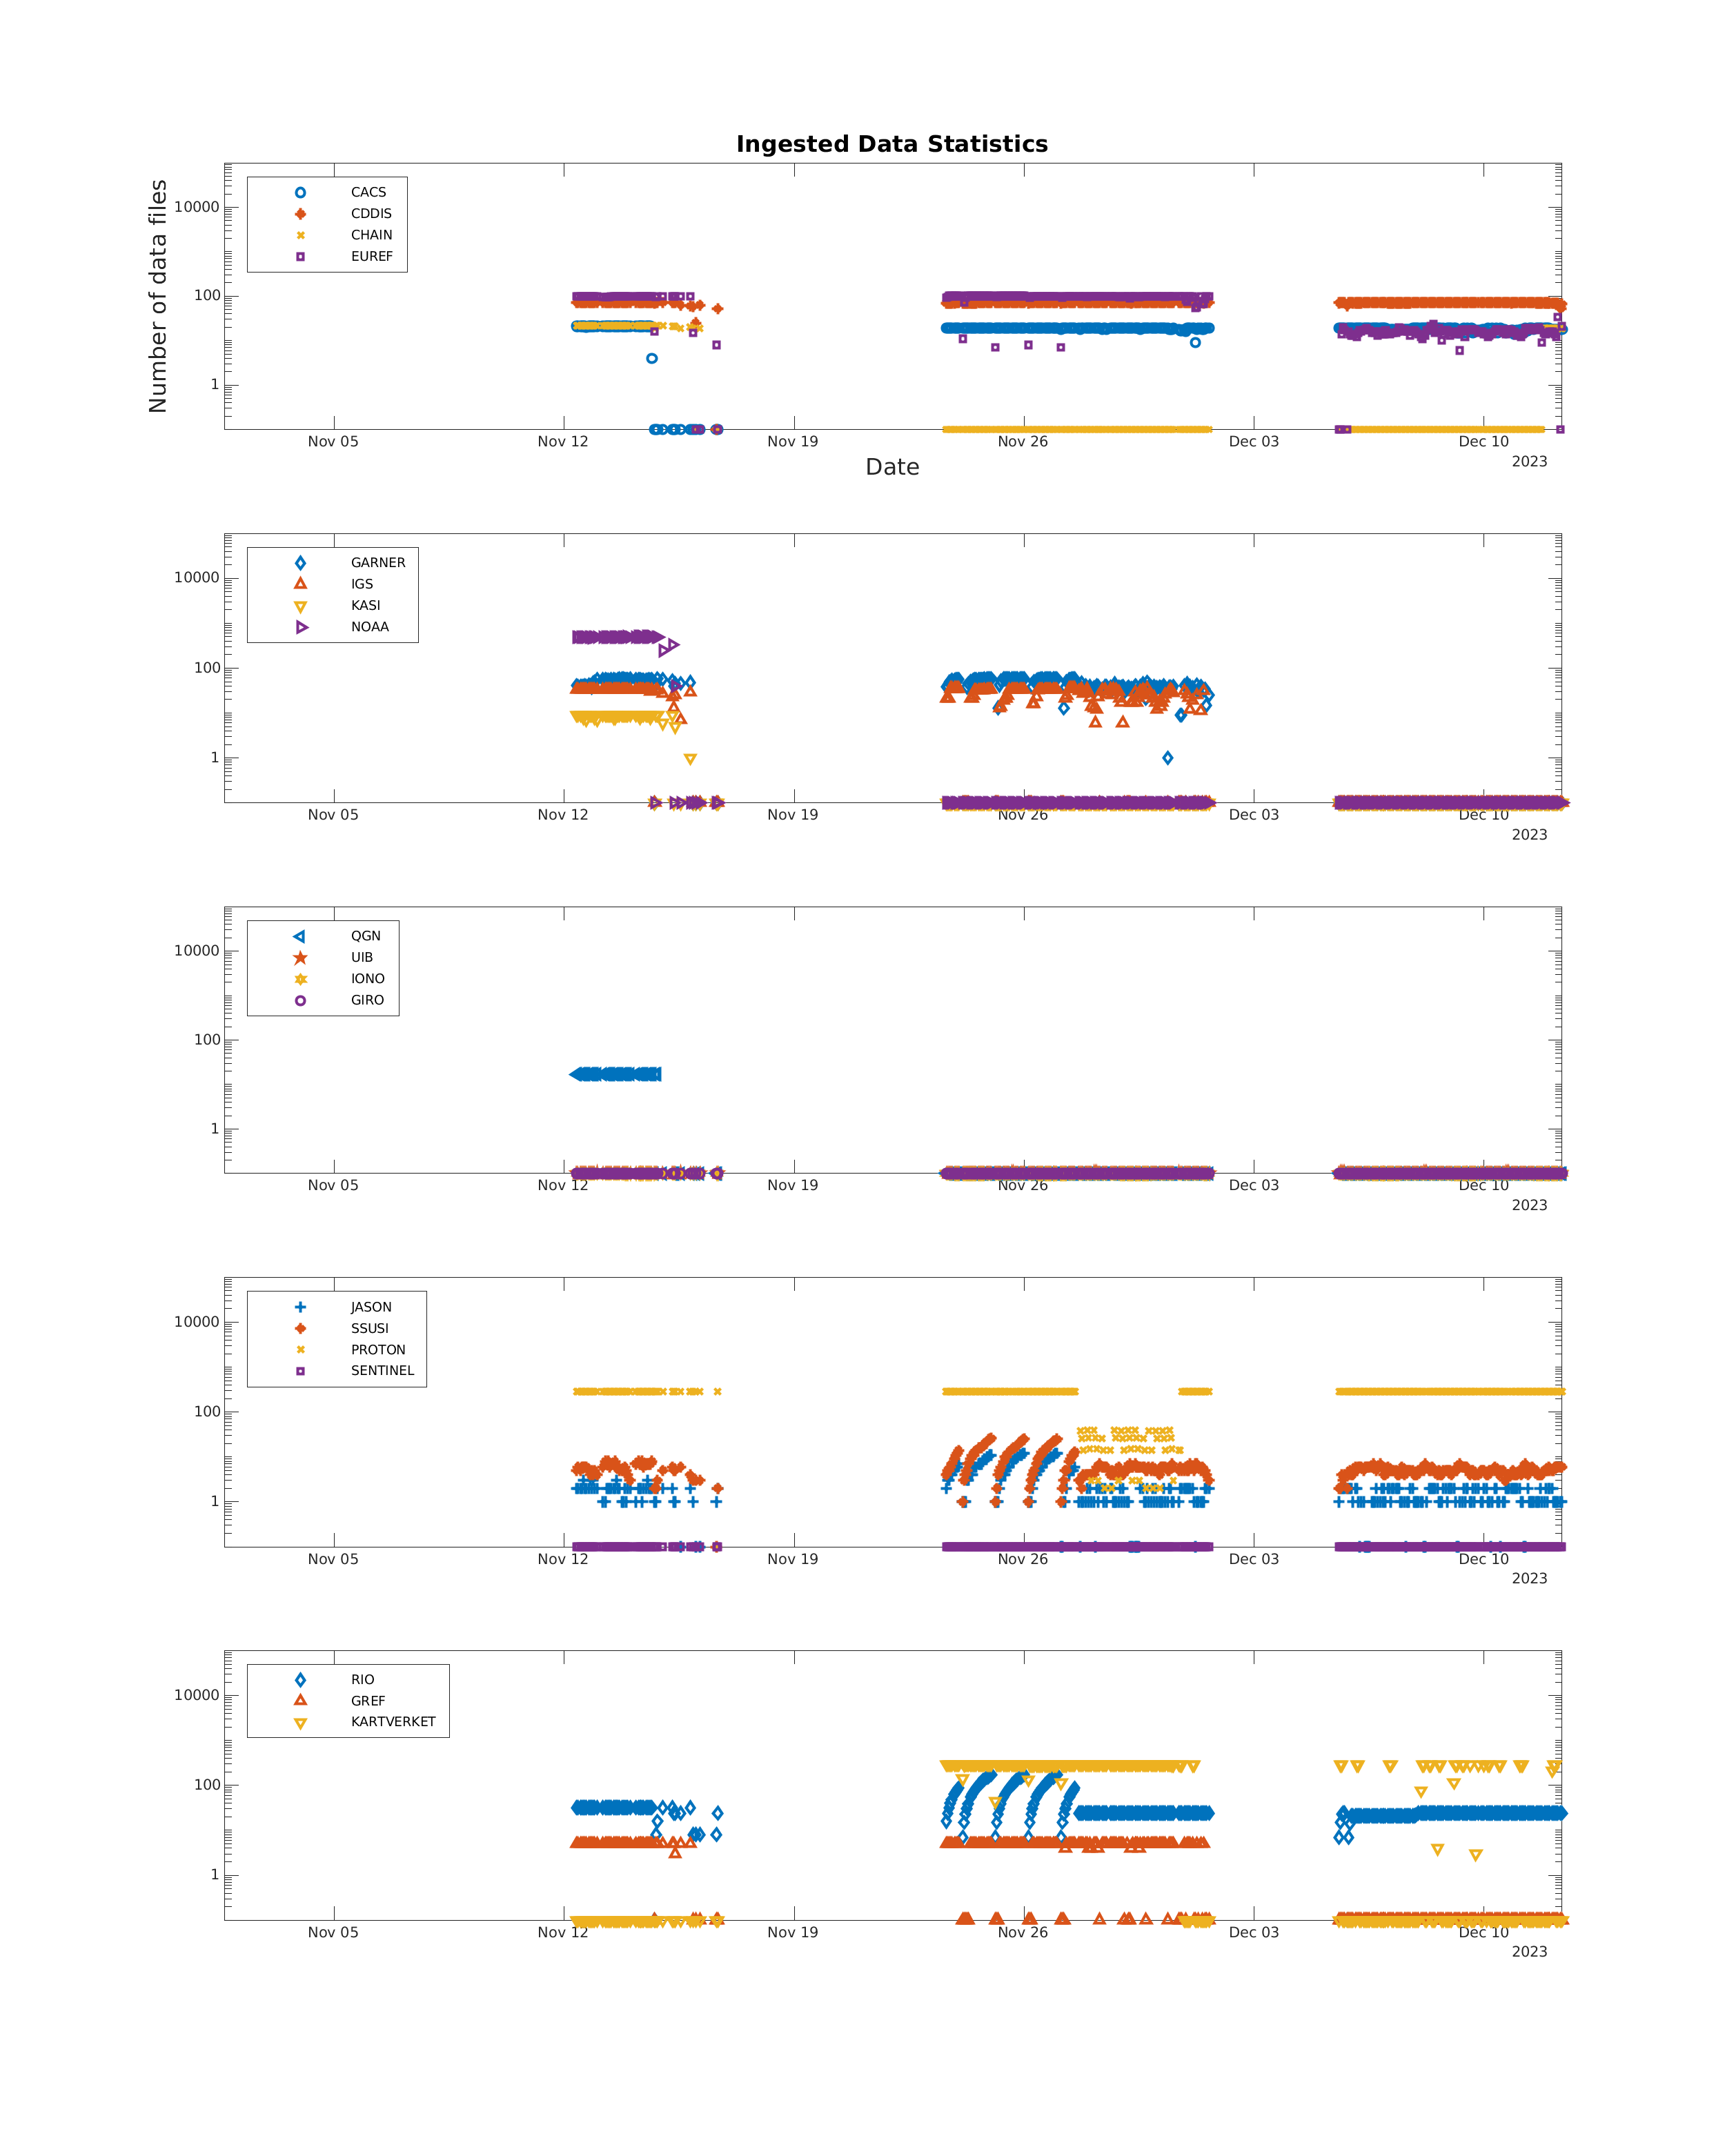 Ingested Data Statistics
Number of data files
CACS
CDDIS
CHAIN
EUREF
10000
100
1
Nov 05 Nov 12 Nov 19 Nov 26 Dec 03 Dec 10
2023
Date
GARNER
IGS
KASI
NOAA
10000
100
1
Nov 05 Nov 12 Nov 19 Nov 26 Dec 03 Dec 10
2023
QGN
UIB
IONO
GIRO
10000
100
1
Nov 05 Nov 12 Nov 19 Nov 26 Dec 03 Dec 10
2023
JASON
SSUSI
PROTON
SENTINEL
10000
100
1
Nov 05 Nov 12 Nov 19 Nov 26 Dec 03 Dec 10
2023
RIO
GREF
KARTVERKET
10000
100
1
Nov 05 Nov 12 Nov 19 Nov 26 Dec 03 Dec 10
2023